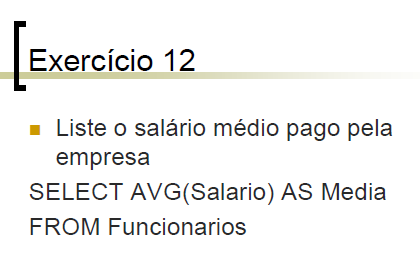 Exercício 12
Liste o salário médio pago pela
empresa
SELECT AVG(Salario) AS Media
FROM Funcionarios